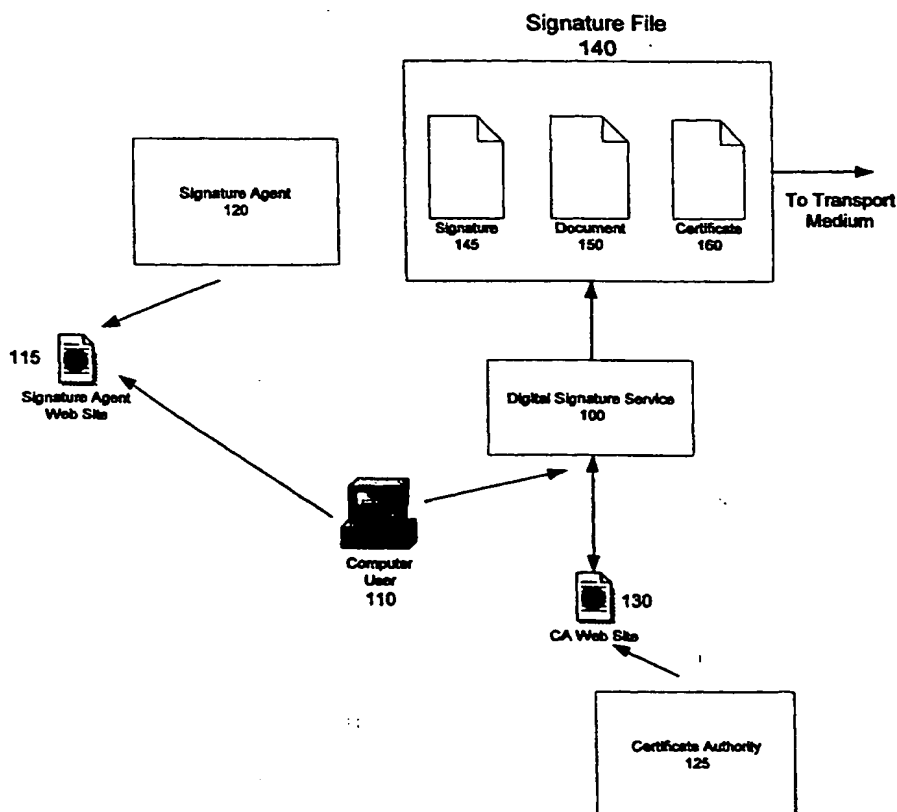 Signature File
140
Signature Agent
120
Signature
145
Document
150
Certificate
160
To Transport
Medium
115
Signature Agent
Web Site
Digital Signature Service
100
Computer
User
110
130
CA Web Site
Certificate Authority
125